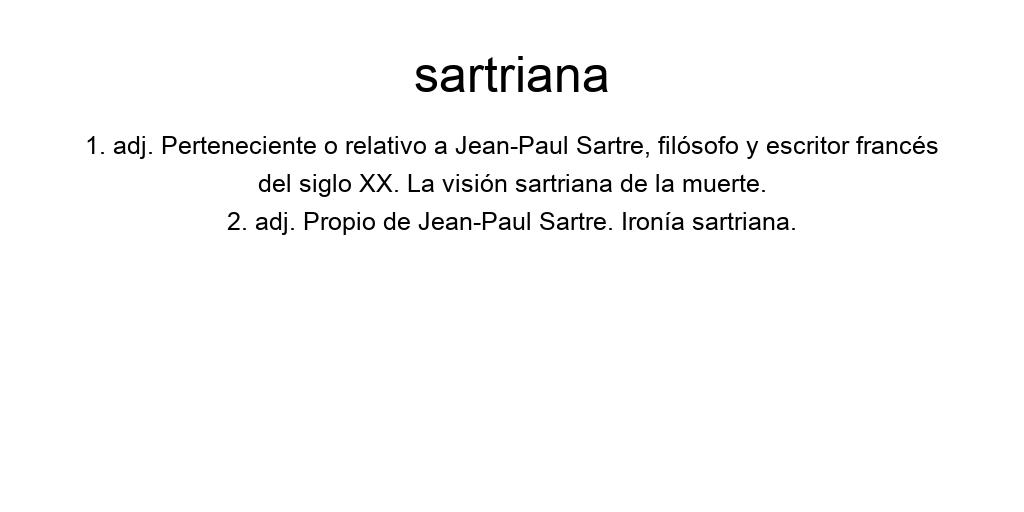 sartriana
1. adj. Perteneciente o relativo a Jean-Paul Sartre, filósofo y escritor francés
del siglo XX. La visión sartriana de la muerte.
2. adj. Propio de Jean-Paul Sartre. Ironía sartriana.